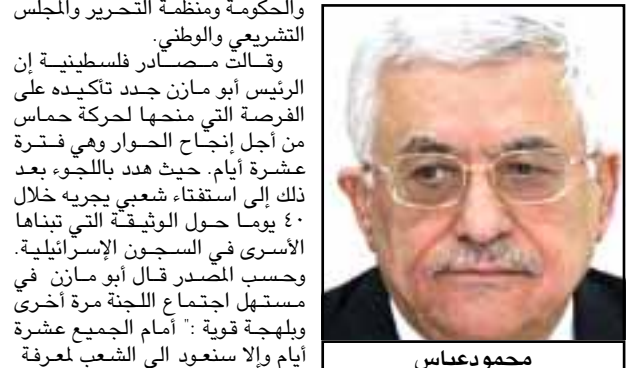 والحكومة ومنظمة التحرير والمجلس
التشريعي والوطني.
وقالت مصادر فلسطينية إن
الرئيس أبو مازن جدد تأكيده على
الفرصة التي منحها لحركة حماس
من أجل إنجاح الحوار وهي فترة
عشرة أيام. حيث هدد باللجوء بعد
ذلك إلى استفتاء شعبي يجريه خلال
٤٠ يوما حول الوثيقة التي تبناها
الأسرى في السجون الإسرائيلية.
وحسب المصدر قال أبو مازن في
مستهل اجتماع اللجنة مرة أخرى
وبلهجة قوية :" أمام الجميع عشرة
أيام وإلا سنعود الى الشعب لمعرفة
محمود عباس